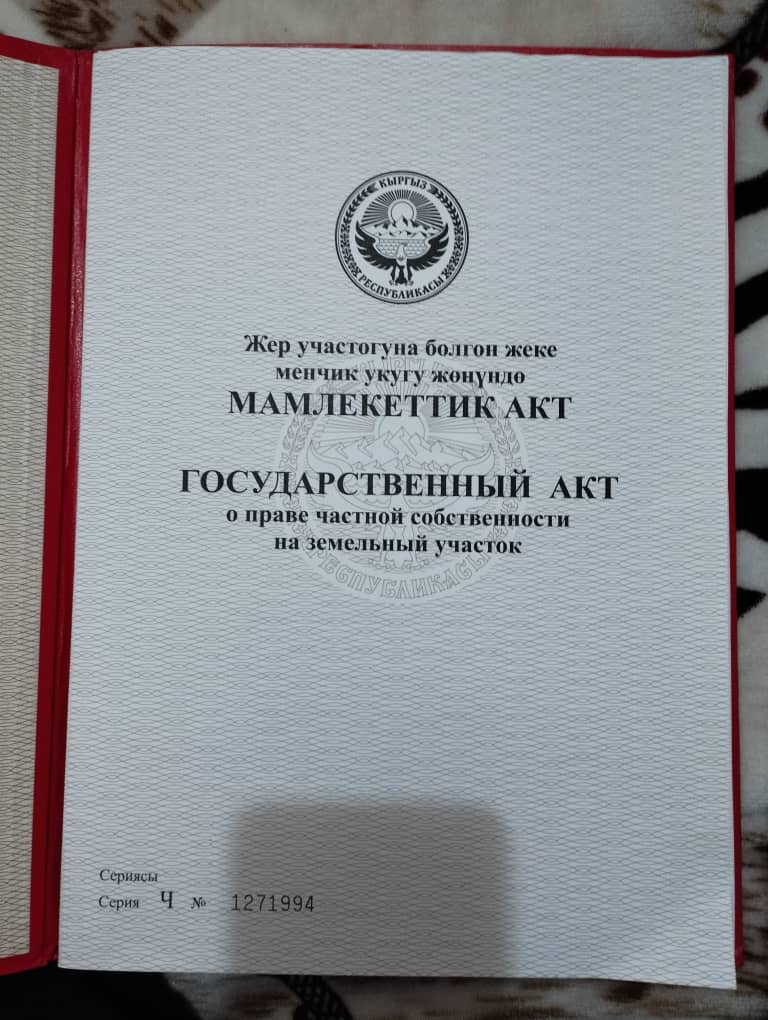 КЫРГЫЗ
РЕСПУБЛИКАСЫ
Жер участогуна болгон жеке
менчик укугу жөнүндө
МАМЛЕКЕТТИК АКТ
ГОСУДАРСТВЕННЫЙ АКТ
о праве частной собственности
на земельный участок
РЕСПУБЛИКАСЫ
Сериясы
Серия Ч № 1271994